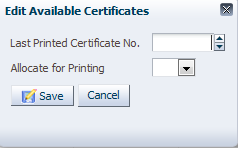 Edit Available Certificates
Last Printed Certificate No.
Allocate for Printing
Save Cancel